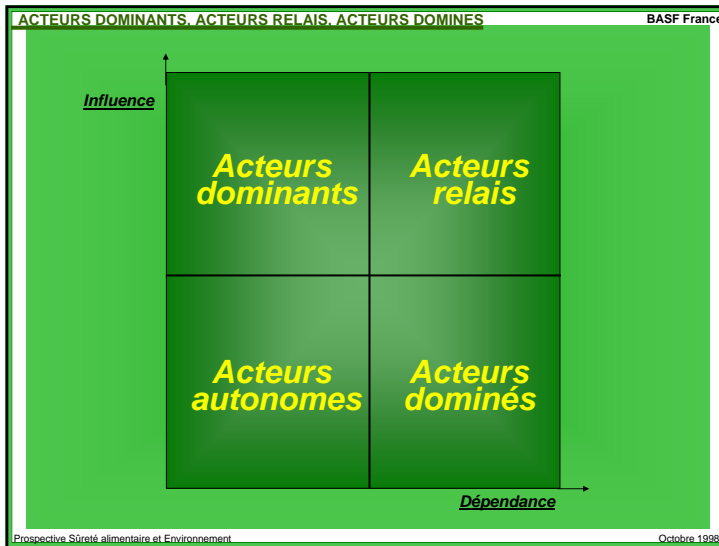 ACTEURS DOMINANTS, ACTEURS RELAIS, ACTEURS DOMINES
BASF France
Influence
Acteurs
dominants
Acteurs
relais
Acteurs
autonomes
Acteurs
dominés
Dépendance
Prospective Sûreté alimentaire et Environnement
Octobre 1998